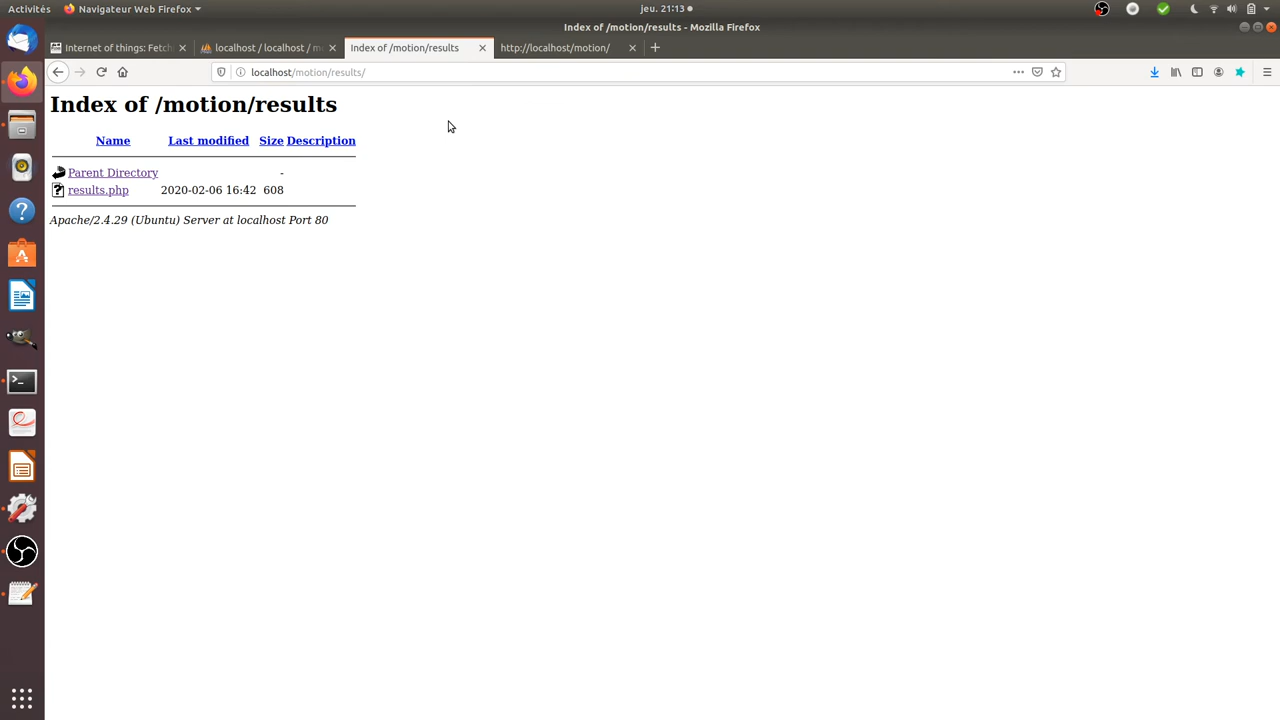 Activités Navigateur Web Firefox jeu. 21:13
Index of /motion/results - Mozilla Firefox
Internet of things: Fetch localhost / localhost / m Index of /motion/results http://localhost/motion/
localhost/motion/results/
Index of /motion/results
Name Last modified Size Description
Parent Directory -
results.php 2020-02-06 16:42 608
Apache/2.4.29 (Ubuntu) Server at localhost Port 80